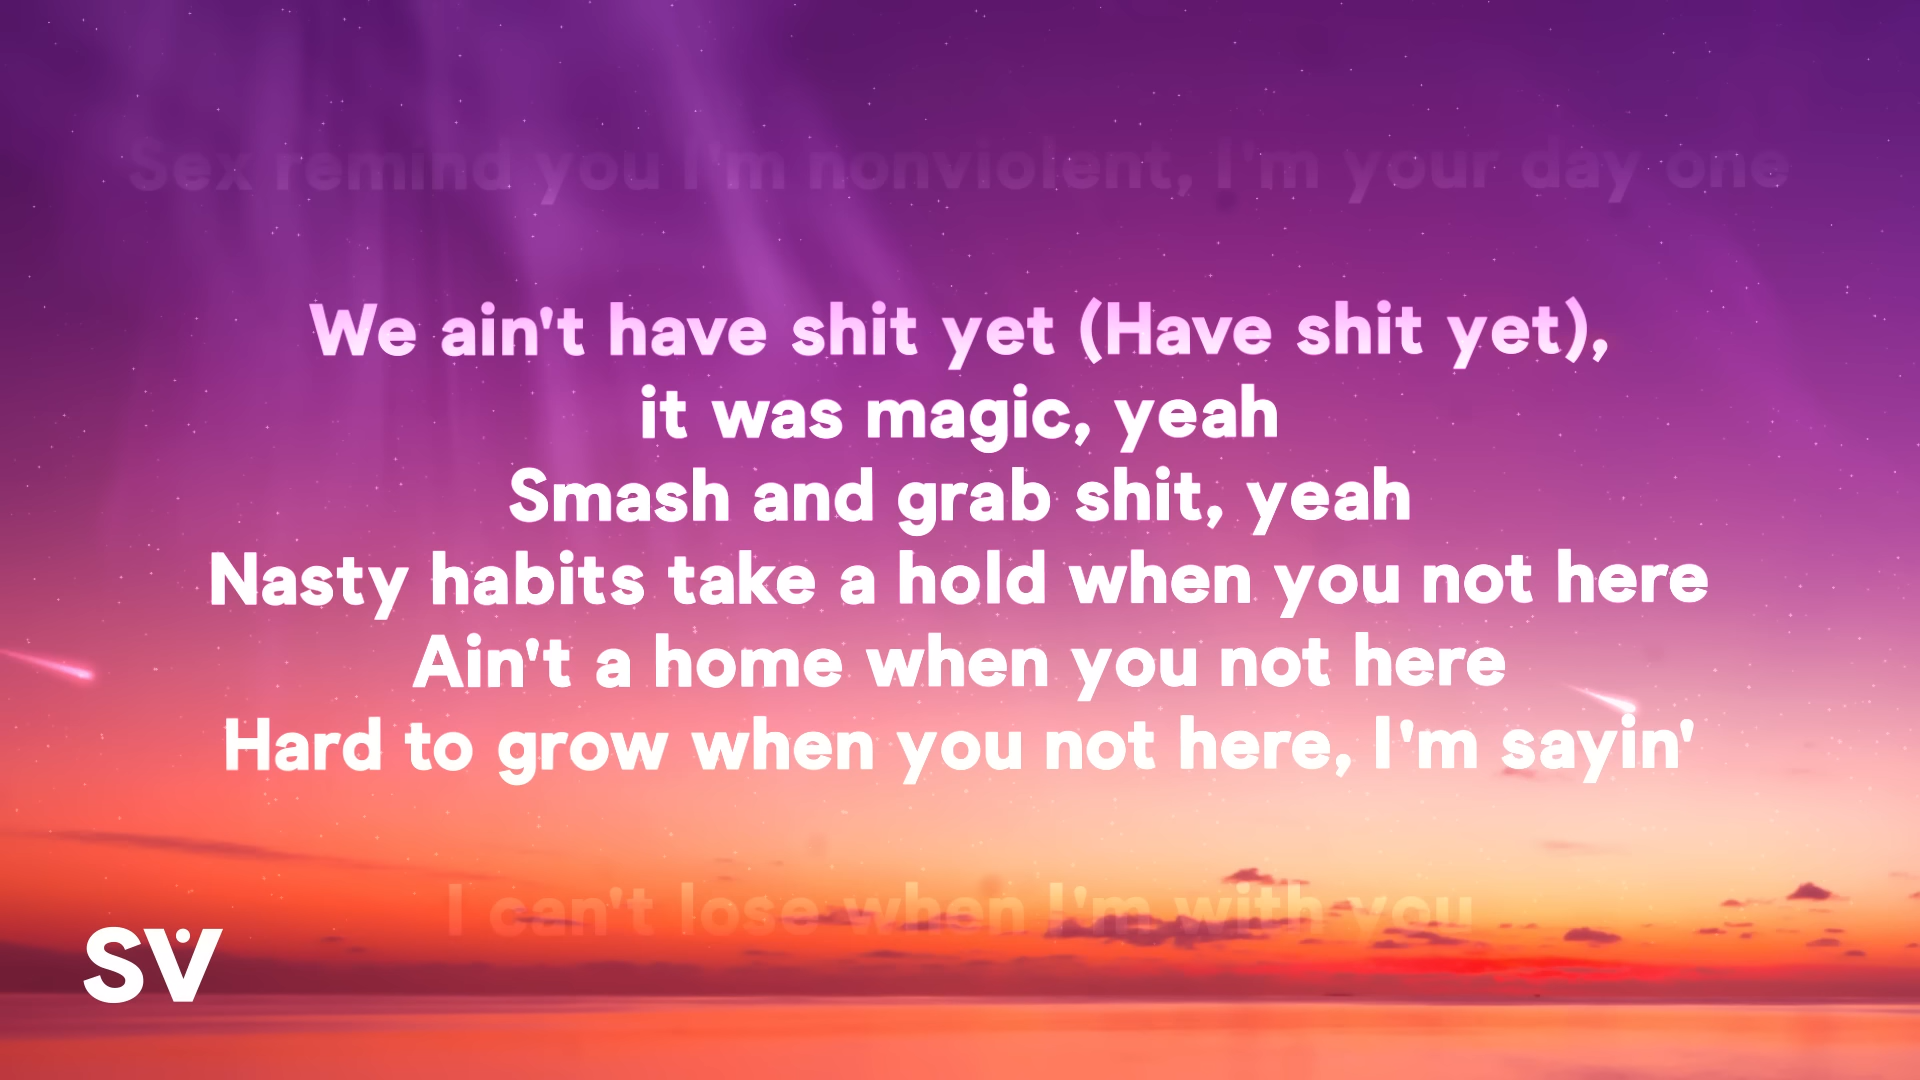 Sex remind you I'm nonviolent, I'm your day one
We ain't have shit yet (Have shit yet),
it was magic, yeah
Smash and grab shit, yeah
Nasty habits take a hold when you not here
Ain't a home when you not here
Hard to grow when you not here, I'm sayin'
I can't lose when I'm with you
SV